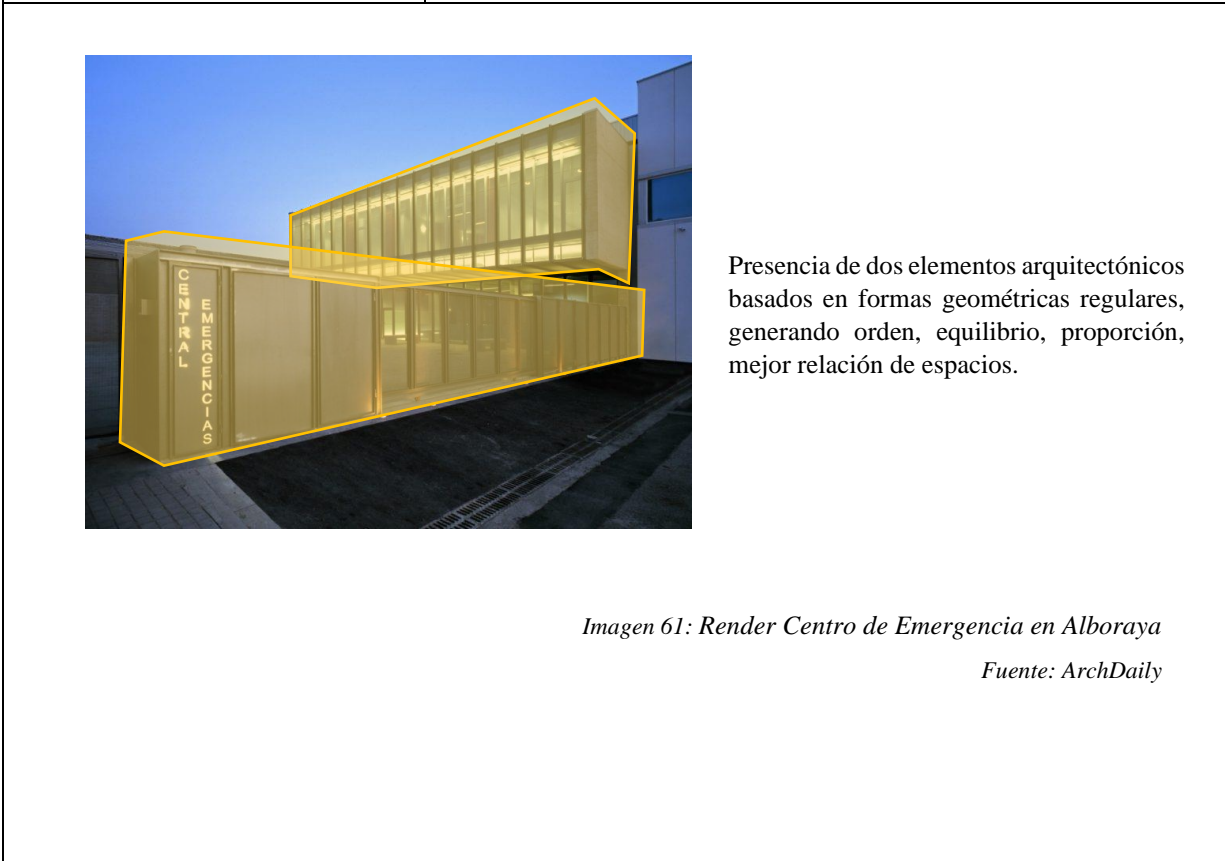 CENTRAL
EMERGENCIAS
Presencia de dos elementos arquitectónicos
basados en formas geométricas regulares,
generando orden, equilibrio, proporción,
mejor relación de espacios.
Imagen 61: Render Centro de Emergencia en Alboraya
Fuente: ArchDaily